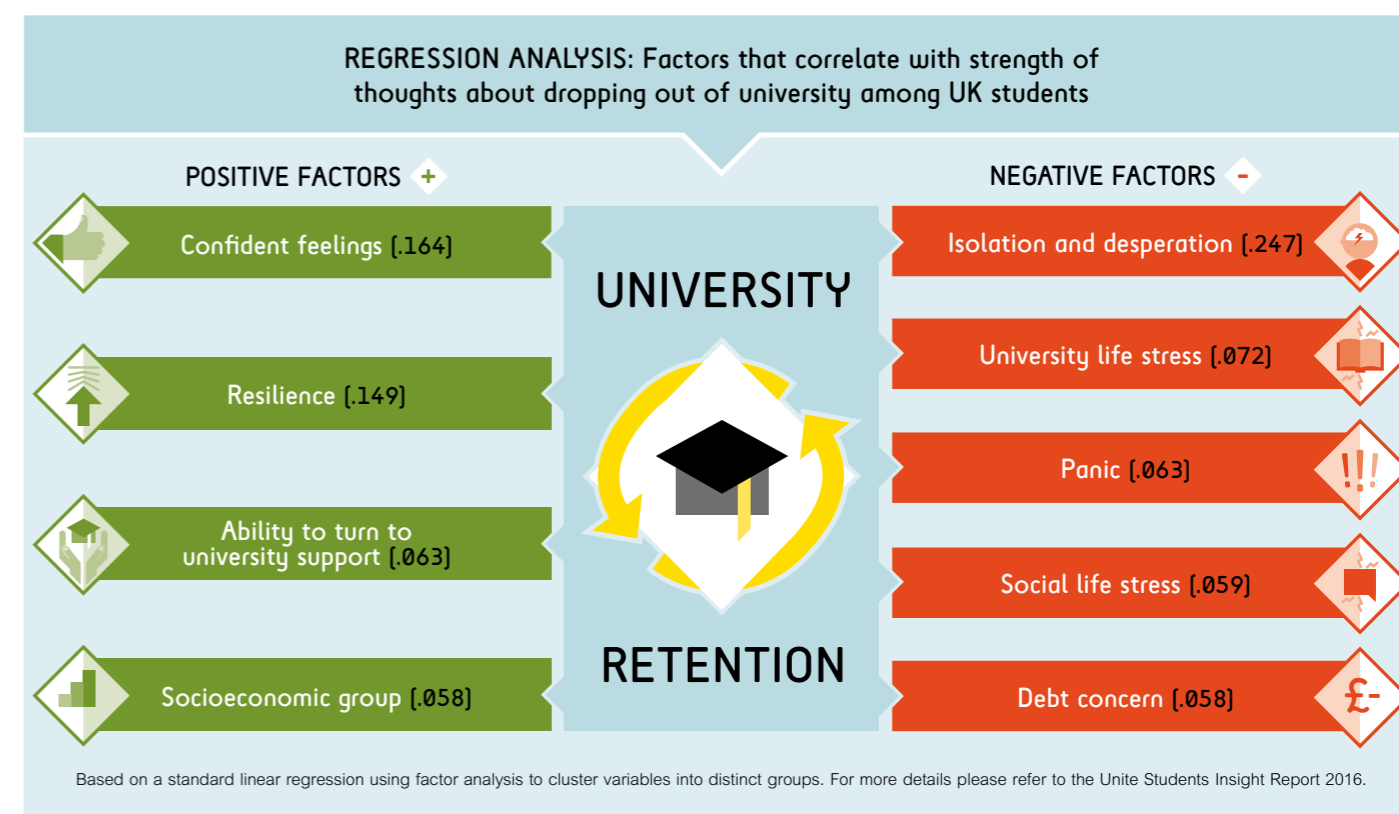 REGRESSION ANALYSIS: Factors that correlate with strength of
thoughts about dropping out of university among UK students
POSITIVE FACTORS +
Confident feelings (.164)
Resilience (.149)
Ability to turn to
university support (.063)
Socioeconomic group (.058)
UNIVERSITY
RETENTION
NEGATIVE FACTORS -
Isolation and desperation (.247)
University life stress (.072)
Panic (.063)
!!!
Social life stress (.059)
Debt concern (.058)
£-
Based on a standard linear regression using factor analysis to cluster variables into distinct groups. For more details please refer to the Unite Students Insight Report 2016.